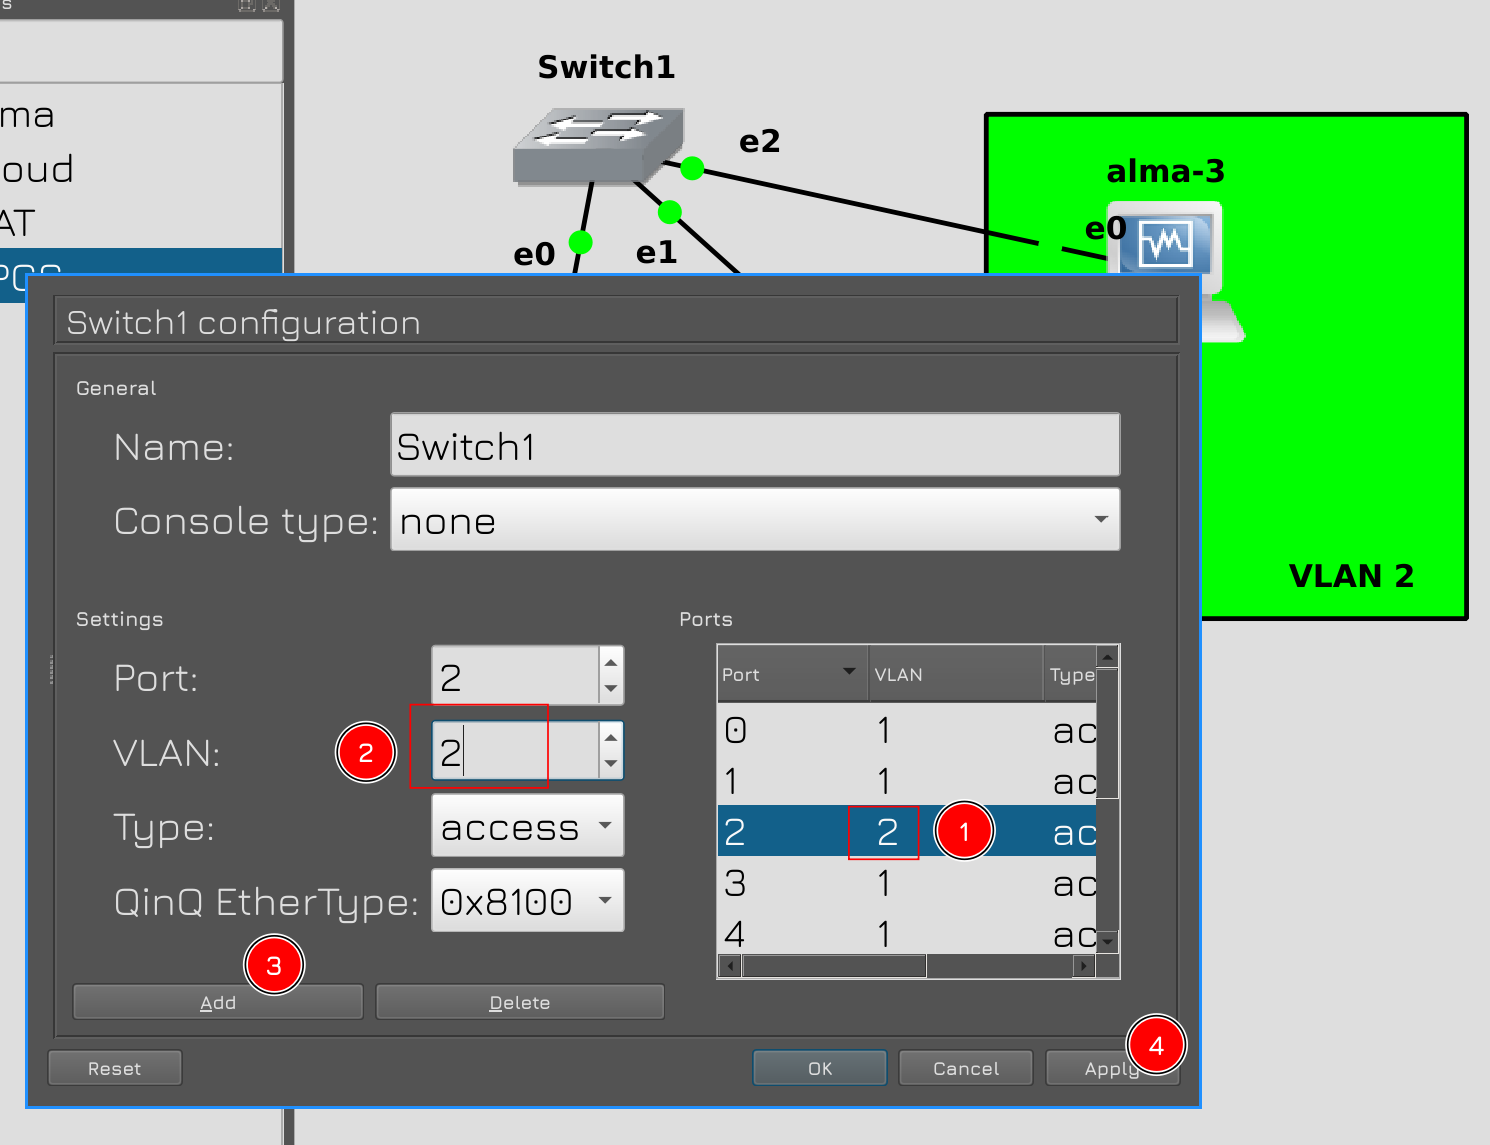 s
ma
oud
AT
Switch1
e2
alma-3
e0
e0
e1
Switch1 configuration
General
Name: Switch1
Console type: none
VLAN 2
Settings
Port: 2
VLAN: 2
2
Type: access
QinQ EtherType: 0x8100
3
Add Delete
Ports
Port VLAN Type
0 1 ac
1 1 ac
2 2 ac
1
3 1 ac
4 1 ac
4
Reset OK Cancel Apply